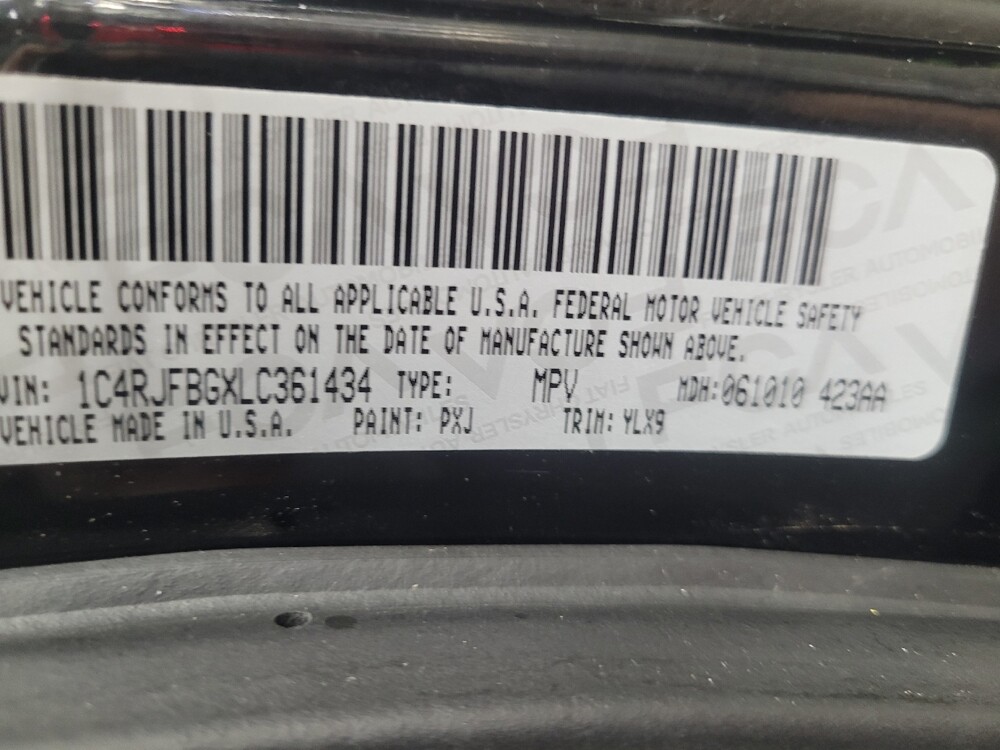 VEHICLE CONFORMS TO ALL APPLICABLE U.S.A. FEDERAL MOTOR VEHICLE SAFETY
STANDARDS IN EFFECT ON THE DATE OF MANUFACTURE SHOWN ABOVE.
VIN: 1C4RJFBGXLC361434 TYPE: MPV MDH:061010 423AA
VEHICLE MADE IN U.S.A. PAINT: PXJ TRIM: YLX9